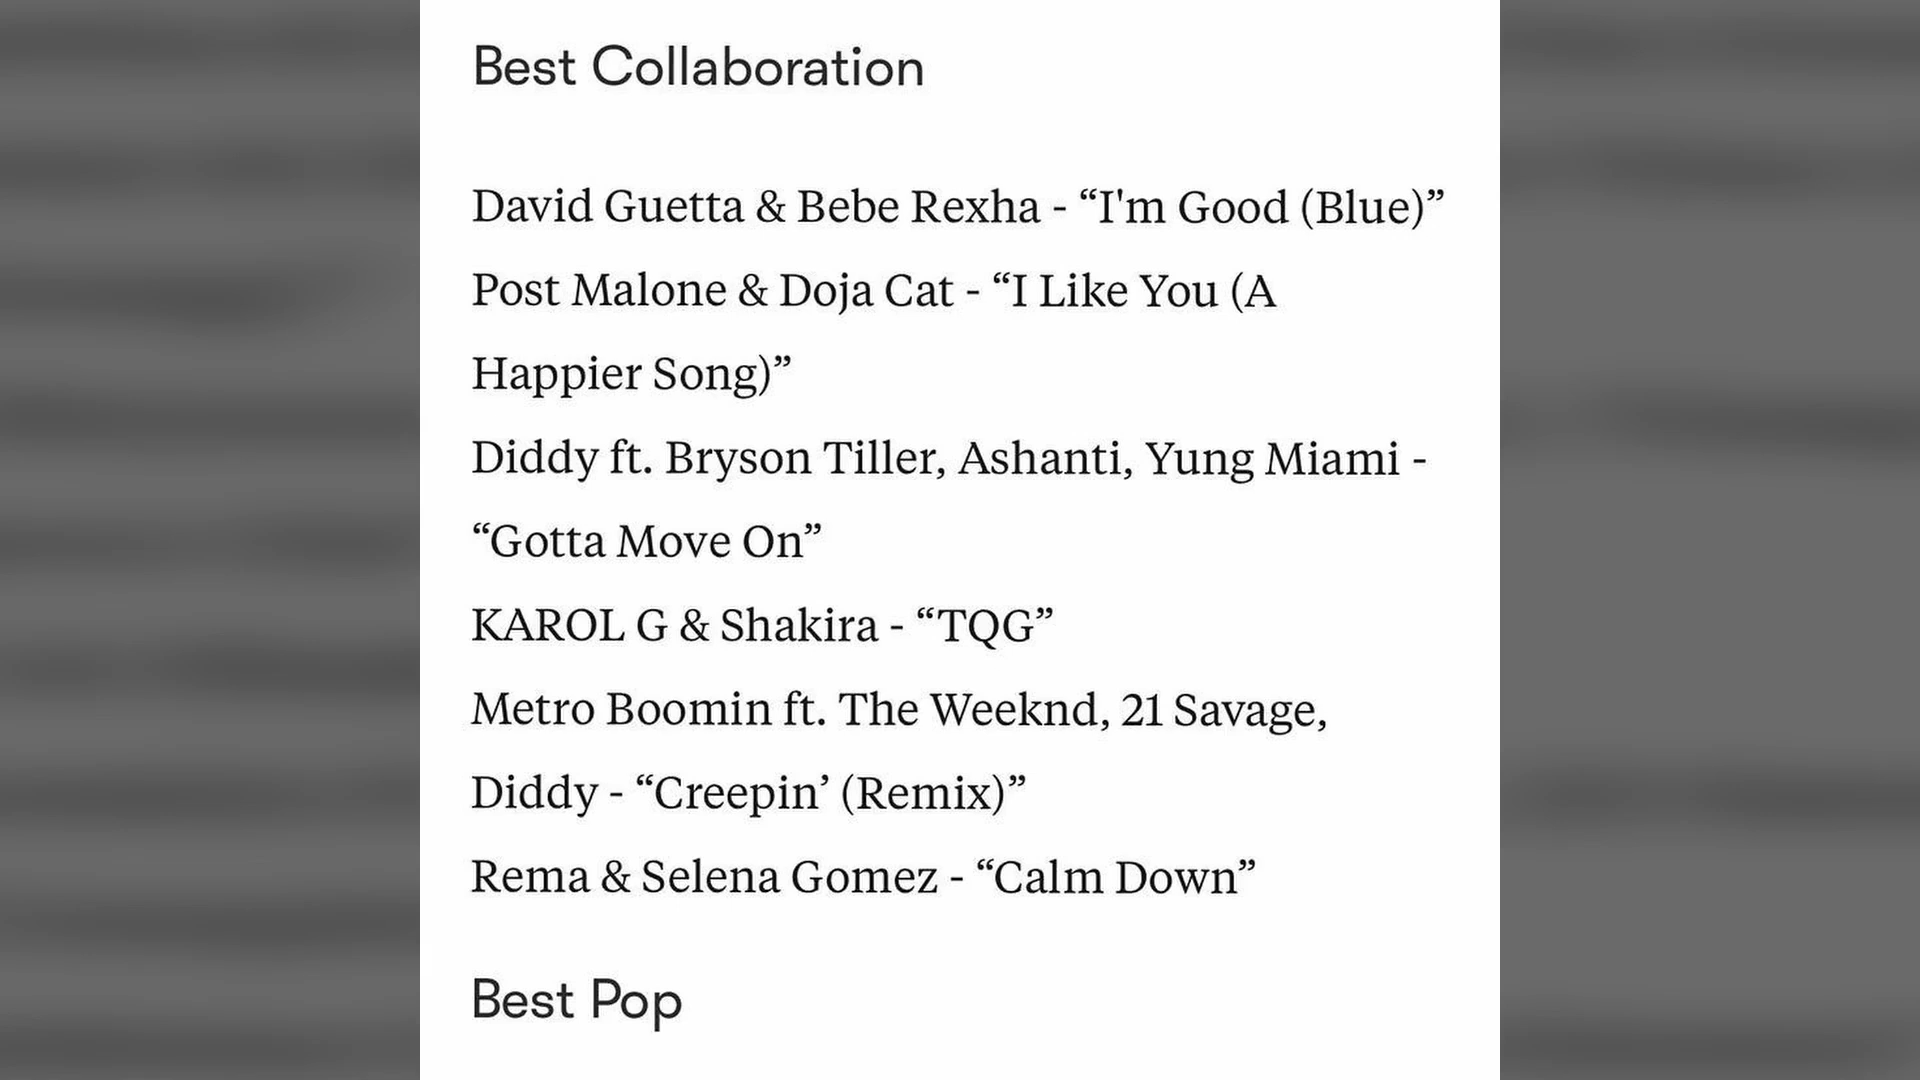 Best Collaboration
David Guetta & Bebe Rexha - “I'm Good (Blue)”
Post Malone & Doja Cat - “I Like You (A
Happier Song)”
Diddy ft. Bryson Tiller, Ashanti, Yung Miami -
“Gotta Move On”
KAROL G & Shakira - “TQG”
Metro Boomin ft. The Weeknd, 21 Savage,
Diddy - “Creepin’ (Remix)”
Rema & Selena Gomez - “Calm Down”
Best Pop